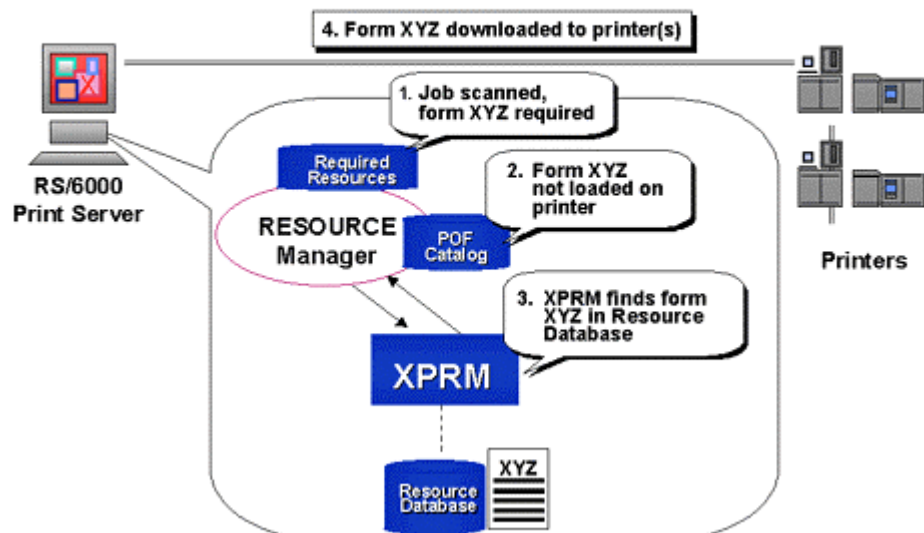 4. Form XYZ downloaded to printer(s)
1. Job scanned,
form XYZ required
Required
Resources
RS/6000
Print Server
2. Form XYZ
not loaded on
printer
RESOURCE
Manager
POF
Catalog
Printers
3. XPRM finds form
XYZ in Resource
Database
XPRM
XYZ
Resource
Database